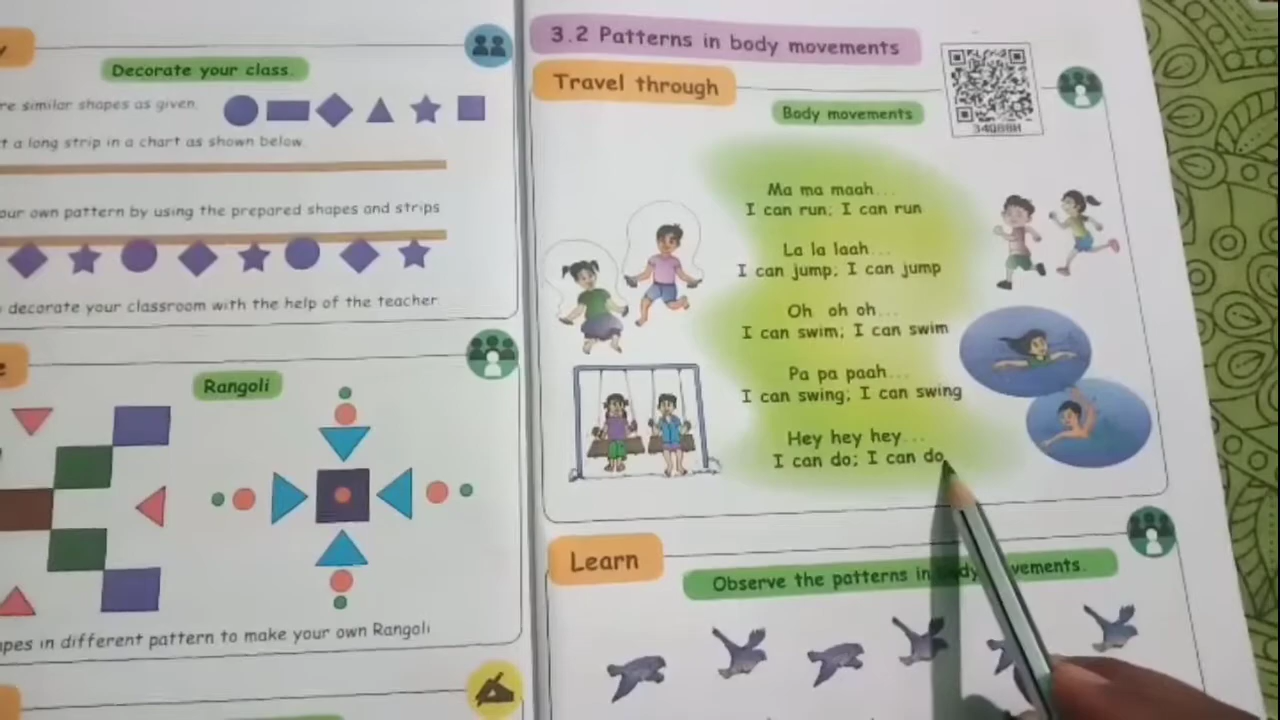 Decorate your class.
re similar shapes as given.
t a long strip in a chart as shown below.
our own pattern by using the prepared shapes and strips
decorate your classroom with the help of the teacher.
Rangoli
apes in different pattern to make your own Rangoli
3.2 Patterns in body movements
Travel through
Body movements
34Q88H
Ma ma maah...
I can run; I can run
La la laah...
I can jump; I can jump
Oh oh oh...
I can swim; I can swim
Pa pa paah...
I can swing; I can swing
Hey hey hey...
I can do; I can do
Learn
Observe the patterns in body movements.